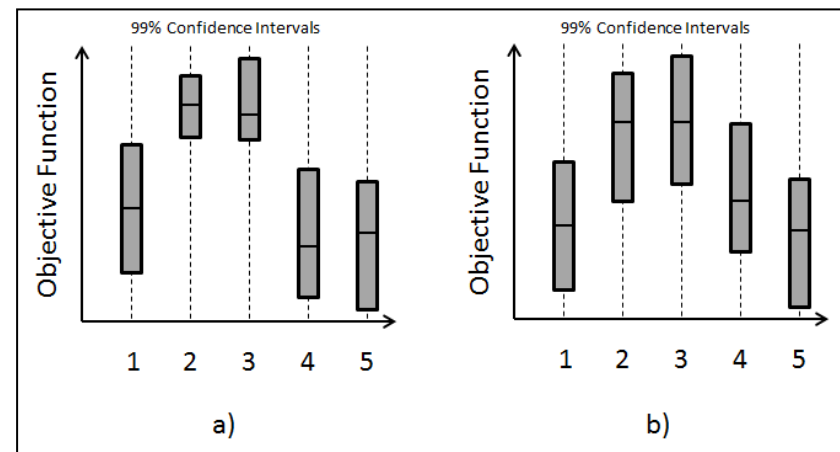 99% Confidence Intervals
Objective Function
1 2 3 4 5
a)
99% Confidence Intervals
Objective Function
1 2 3 4 5
b)